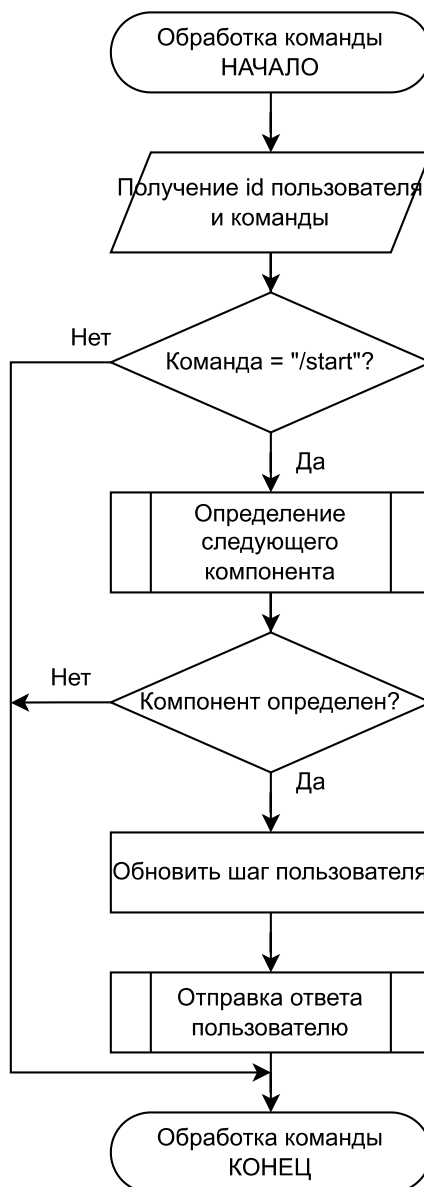 Обработка команды
НАЧАЛО
Получение id пользователя
и команды
Нет
Команда = "/start"?
Да
Определение
следующего
компонента
Нет
Компонент определен?
Да
Обновить шаг пользователя
Отправка ответа
пользователю
Обработка команды
КОНЕЦ